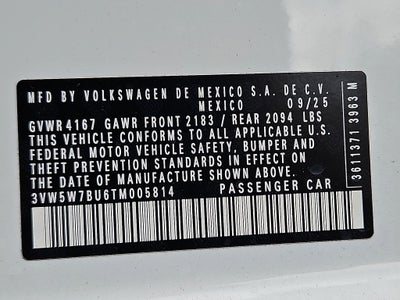 MFD BY VOLKSWAGEN DE MEXICO S.A. DE C.V.
MEXICO 09/25
GVWR 4167 GAWR FRONT 2183 / REAR 2094 LBS
THIS VEHICLE CONFORMS TO ALL APPLICABLE U.S.
FEDERAL MOTOR VEHICLE SAFETY, BUMPER AND
THEFT PREVENTION STANDARDS IN EFFECT ON
THE DATE OF MANUFACTURE SHOWN ABOVE.
3VW5W7BU6TM005814 PASSENGER CAR
3611371 3963 M